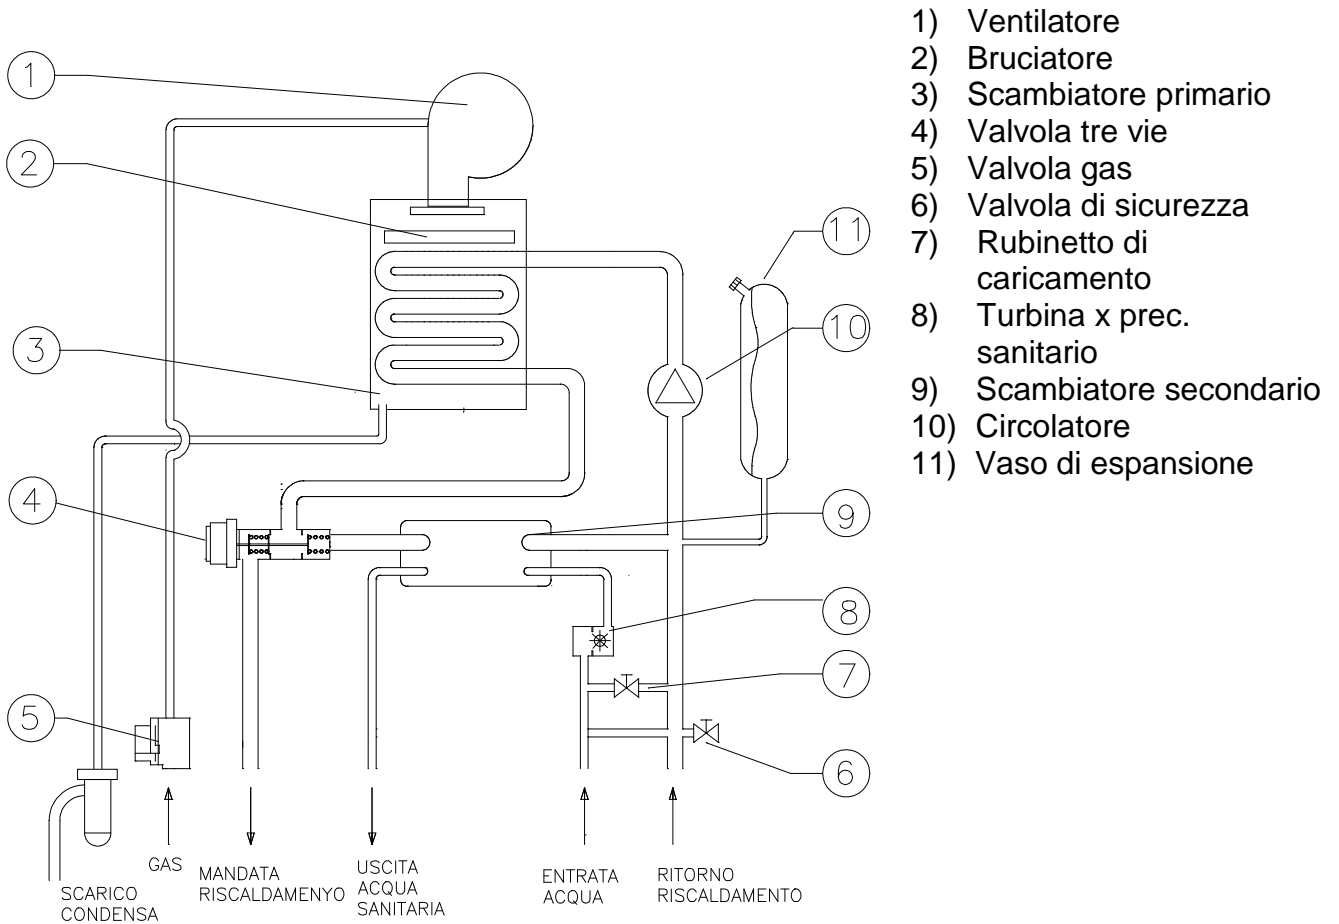 1) Ventilatore
2) Bruciatore
3) Scambiatore primario
4) Valvola tre vie
5) Valvola gas
6) Valvola di sicurezza
7) Rubinetto di
caricamento
8) Turbina x prec.
sanitario
9) Scambiatore secondario
10) Circolatore
11) Vaso di espansione
1
2
3
4
5
11
10
9
8
7
6
GAS
SCARICO
CONDENSA
MANDATA
RISCALDAMENYO
USCITA
ACQUA
SANITARIA
ENTRATA
ACQUA
RITORNO
RISCALDAMENTO